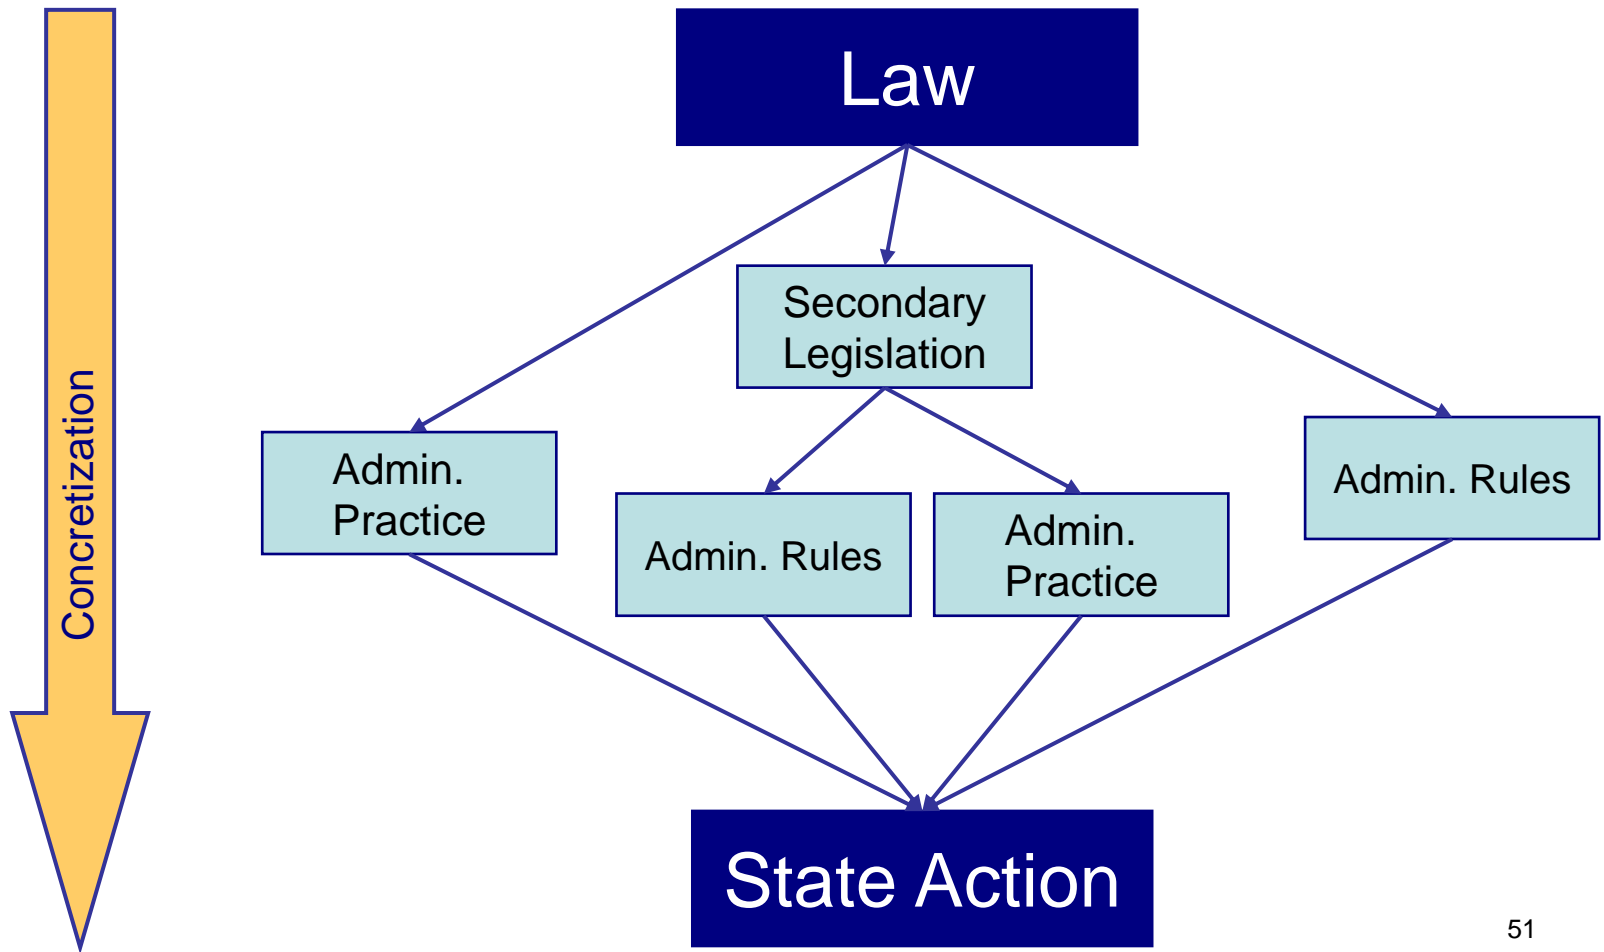 Law
Secondary
Legislation
Concretization
Admin.
Practice
Admin. Rules
Admin.
Practice
Admin. Rules
State Action
51